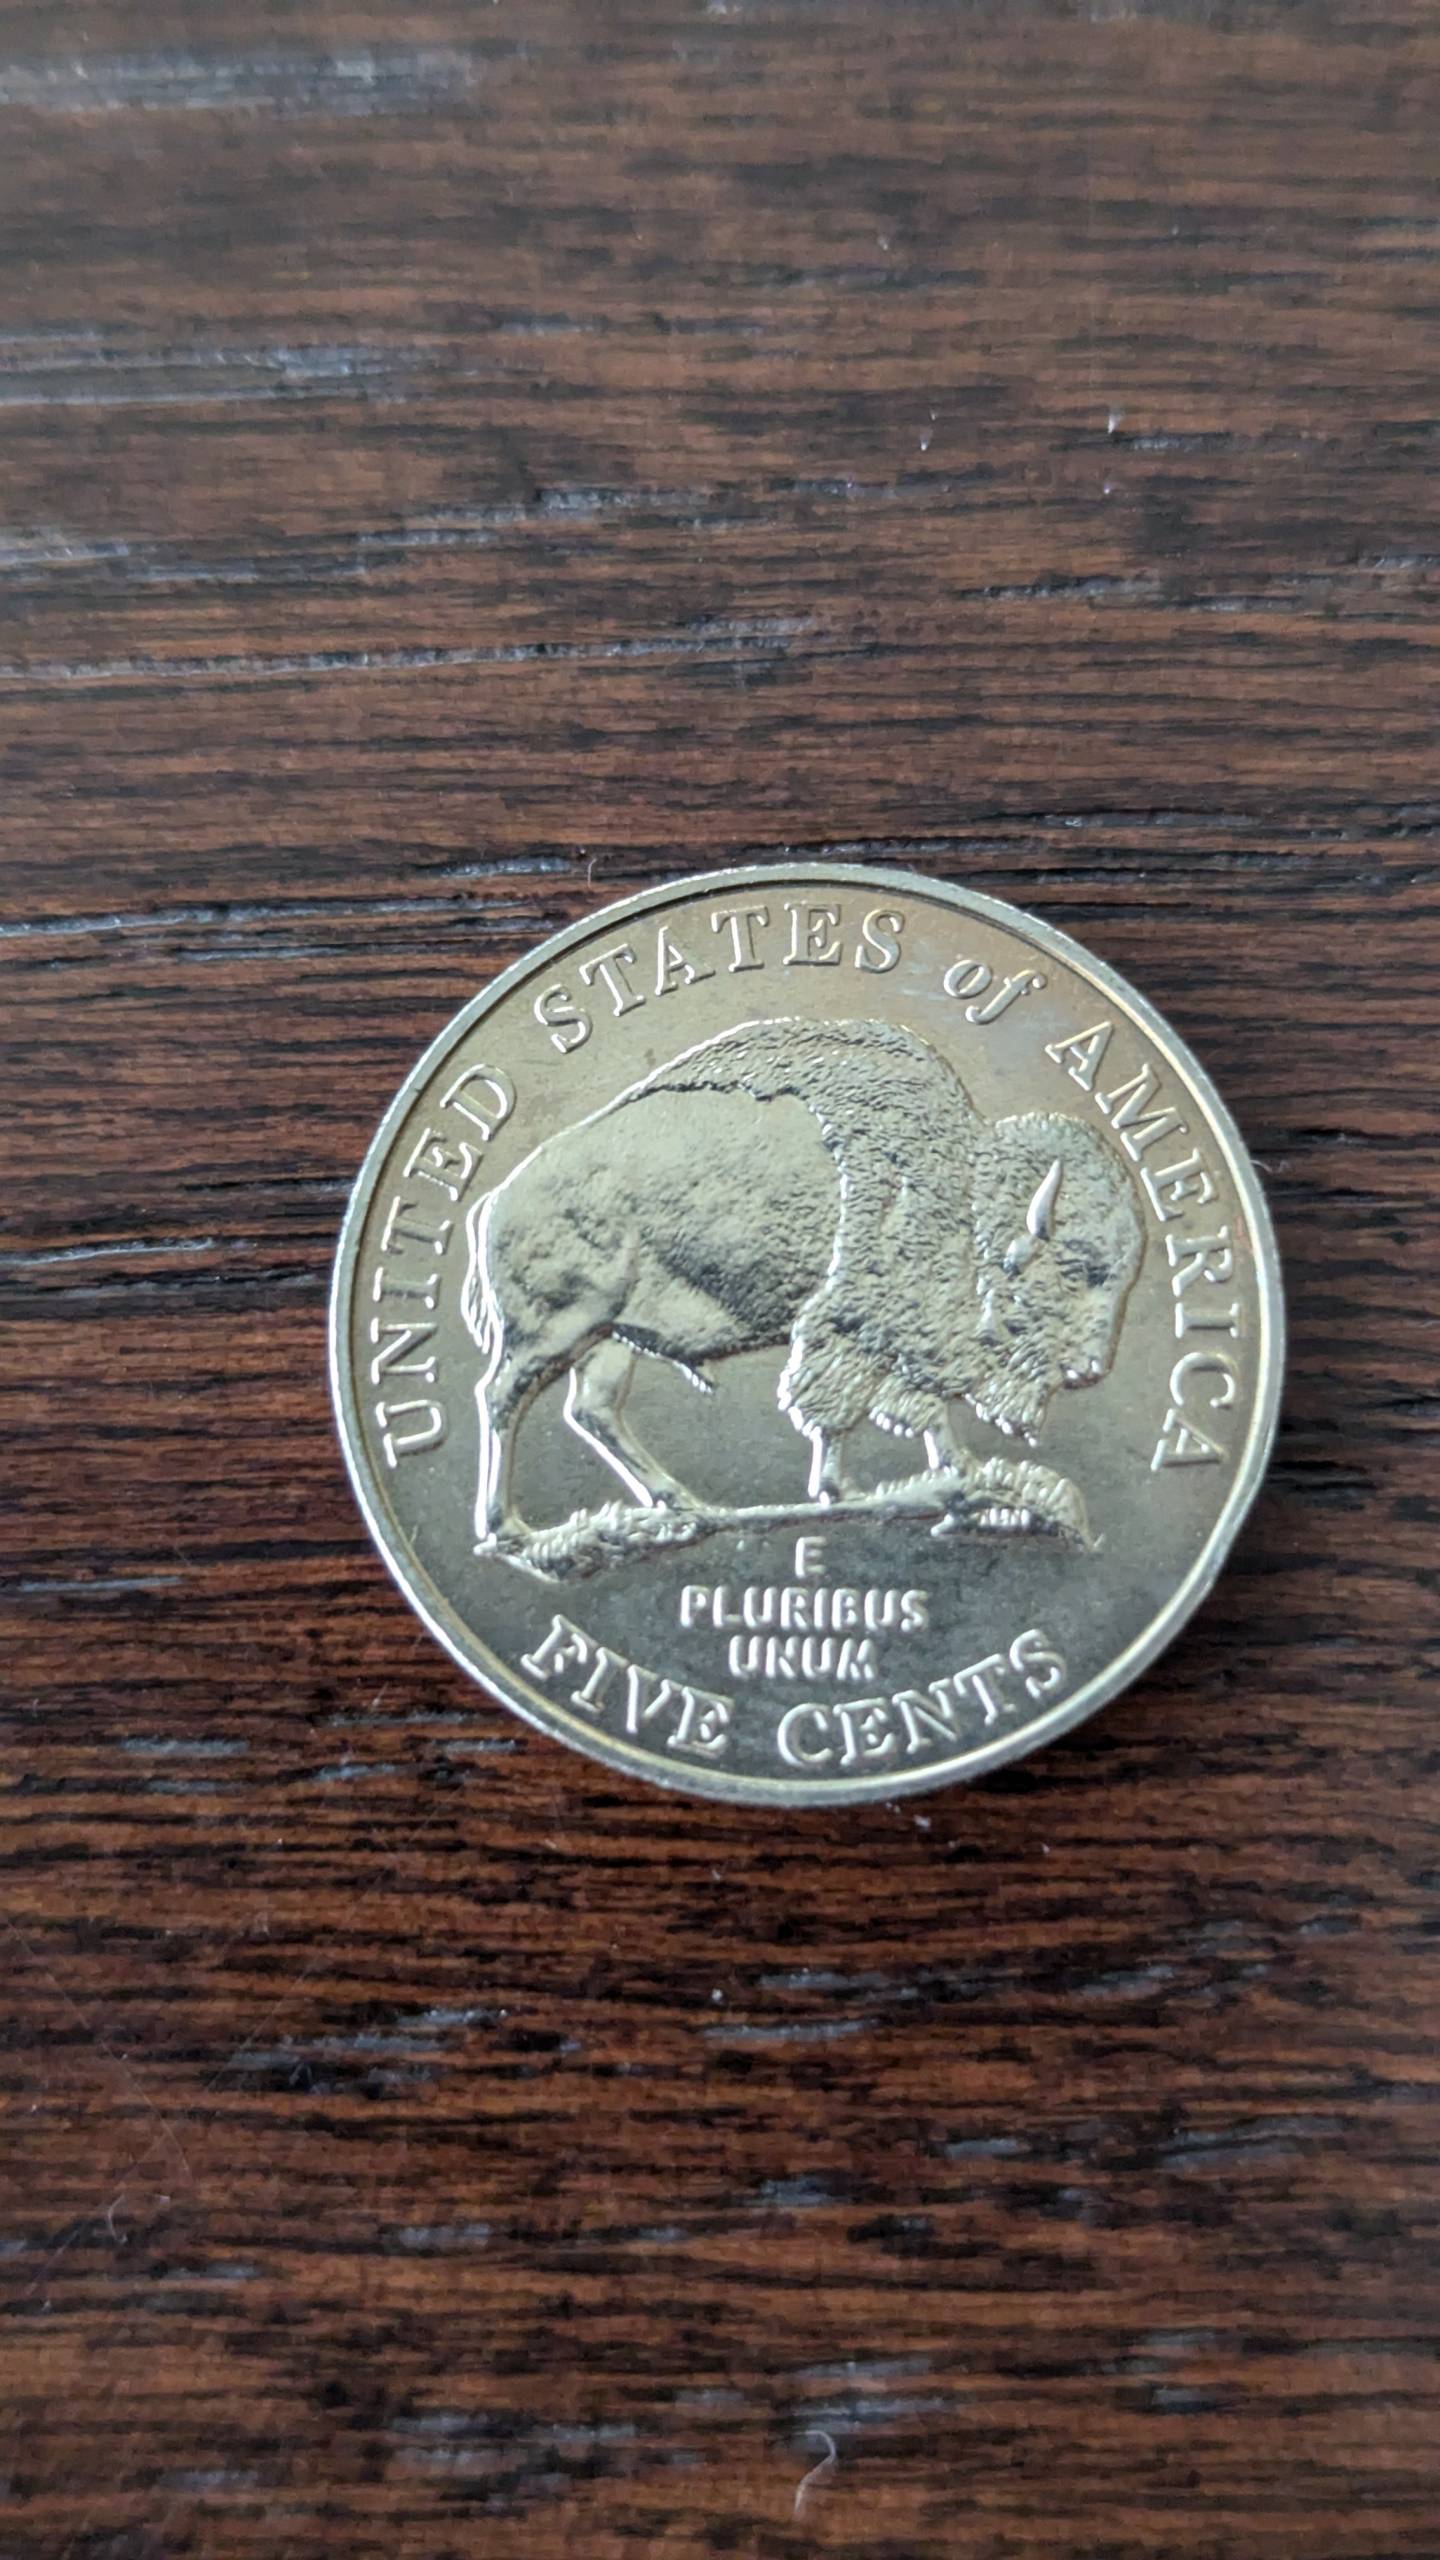 UNITED STATES of AMERICA
E
PLURIBUS
UNUM
FIVE CENTS